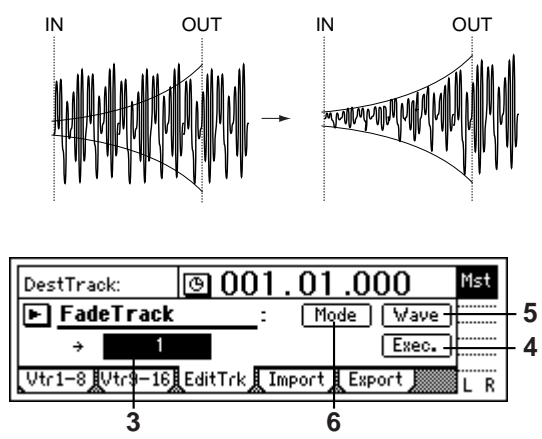 IN OUT IN OUT
DestTrack: 001.01.000 Mst
FadeTrack : Mode Wave 5
→ 1 Exec. 4
Vtr1-8 Vtr9-16 EditTrk Import Export L R
3 6